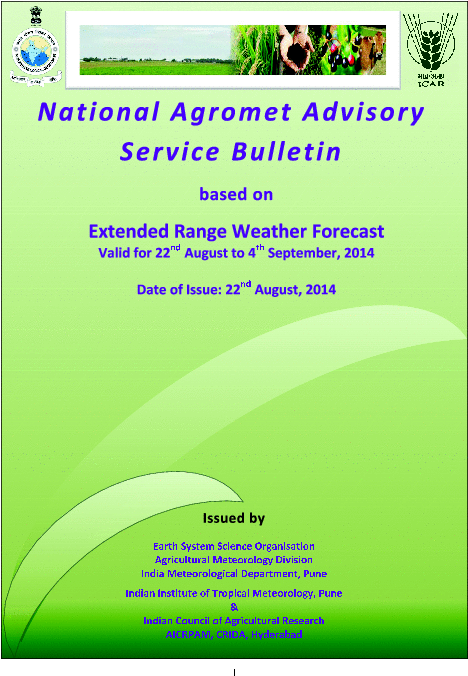 ICAR
National Agromet Advisory
Service Bulletin
based on
Extended Range Weather Forecast
Valid for 22nd August to 4th September, 2014
Date of Issue: 22nd August, 2014
Issued by
Earth System Science Organisation
Agricultural Meteorology Division
India Meteorological Department, Pune
Indian Institute of Tropical Meteorology, Pune
&
Indian Council of Agricultural Research
AICRPAM, CRIDA, Hyderabad